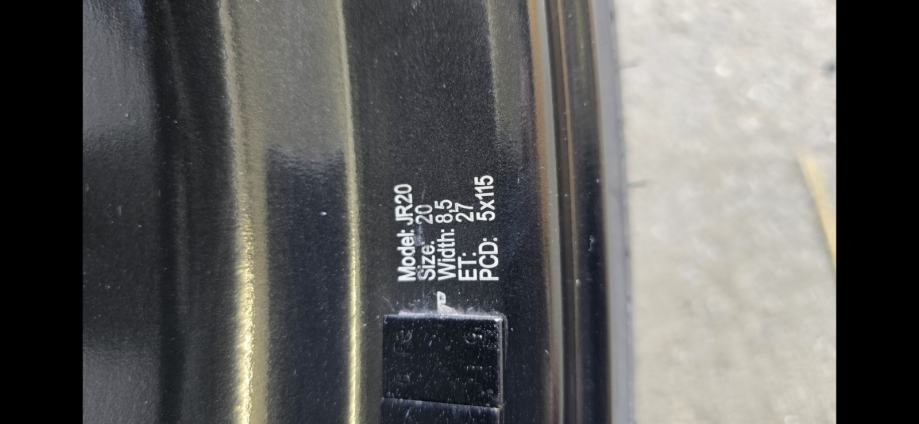 Model: JR20
Size: 20
Width: 8,5
ET: 27
PCD: 5x115